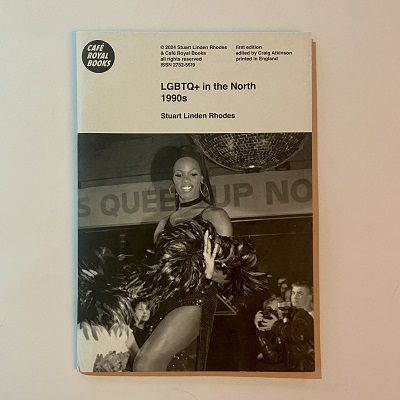 CAFÉ
ROYAL
BOOKS
© 2024 Stuart Linden Rhodes
& Café Royal Books
all rights reserved
ISSN 2752-5619
first edition
edited by Craig Atkinson
printed in England
LGBTQ+ in the North
1990s
Stuart Linden Rhodes
S QUEE UP NO